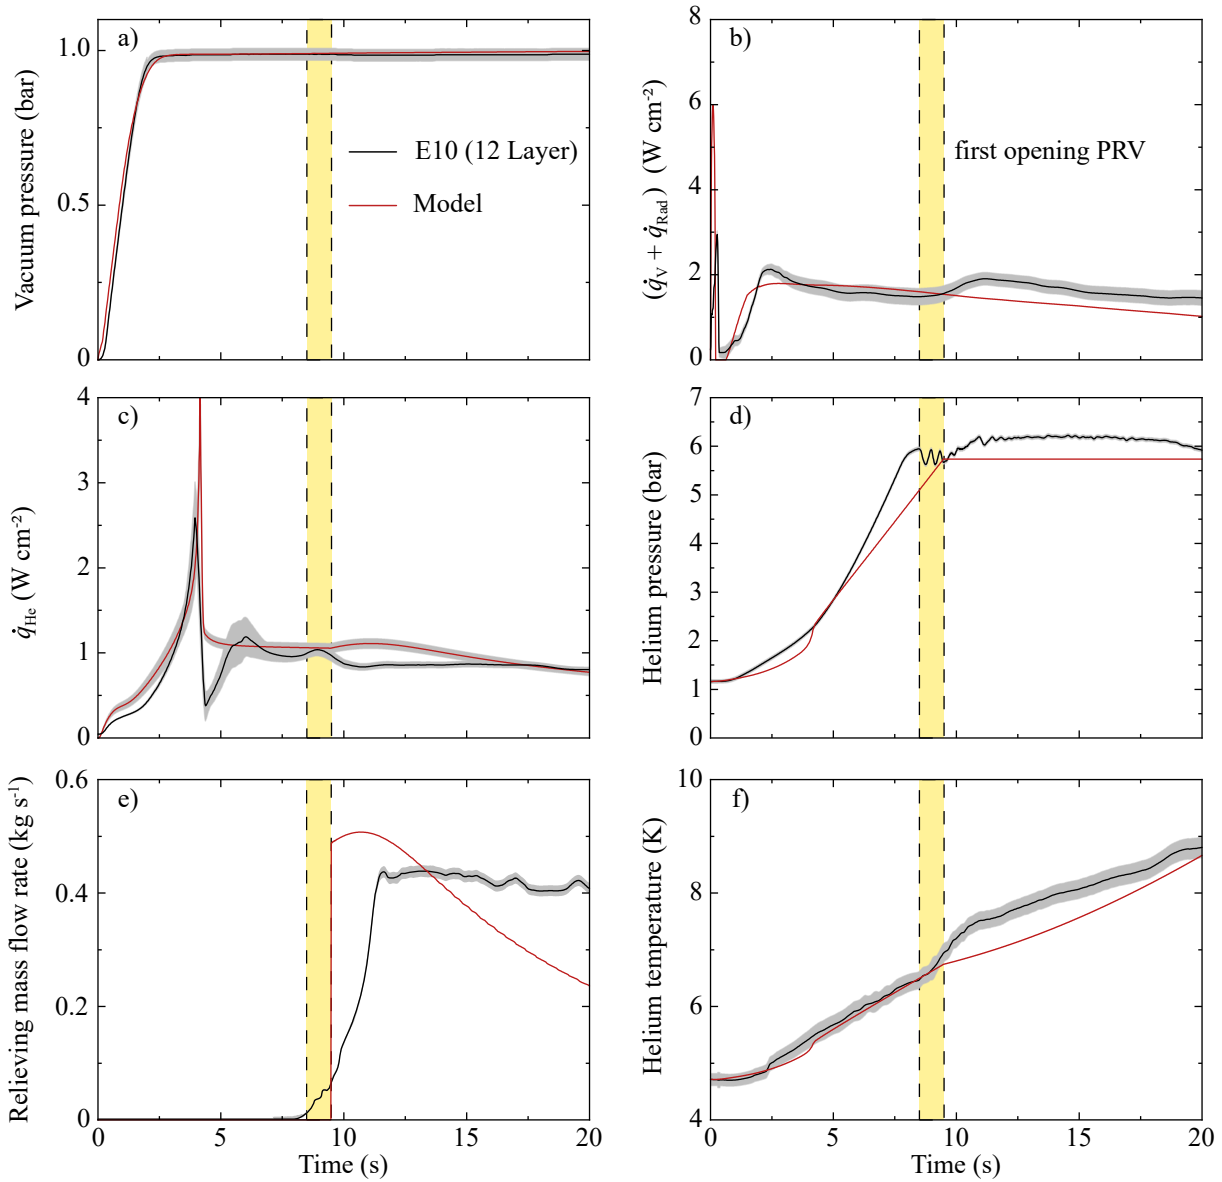 a)
Vacuum pressure (bar)
1.0
0.5
0
E10 (12 Layer)
Model
b)
(q̇V + q̇Rad) (W cm-2)
8
6
4
2
0
first opening PRV
c)
q̇He (W cm-2)
4
3
2
1
0
d)
Helium pressure (bar)
7
6
5
4
3
2
1
0
e)
Relieving mass flow rate (kg s-1)
0.6
0.4
0.2
0
0 5 10 15 20
Time (s)
f)
Helium temperature (K)
10
8
6
4
0 5 10 15 20
Time (s)